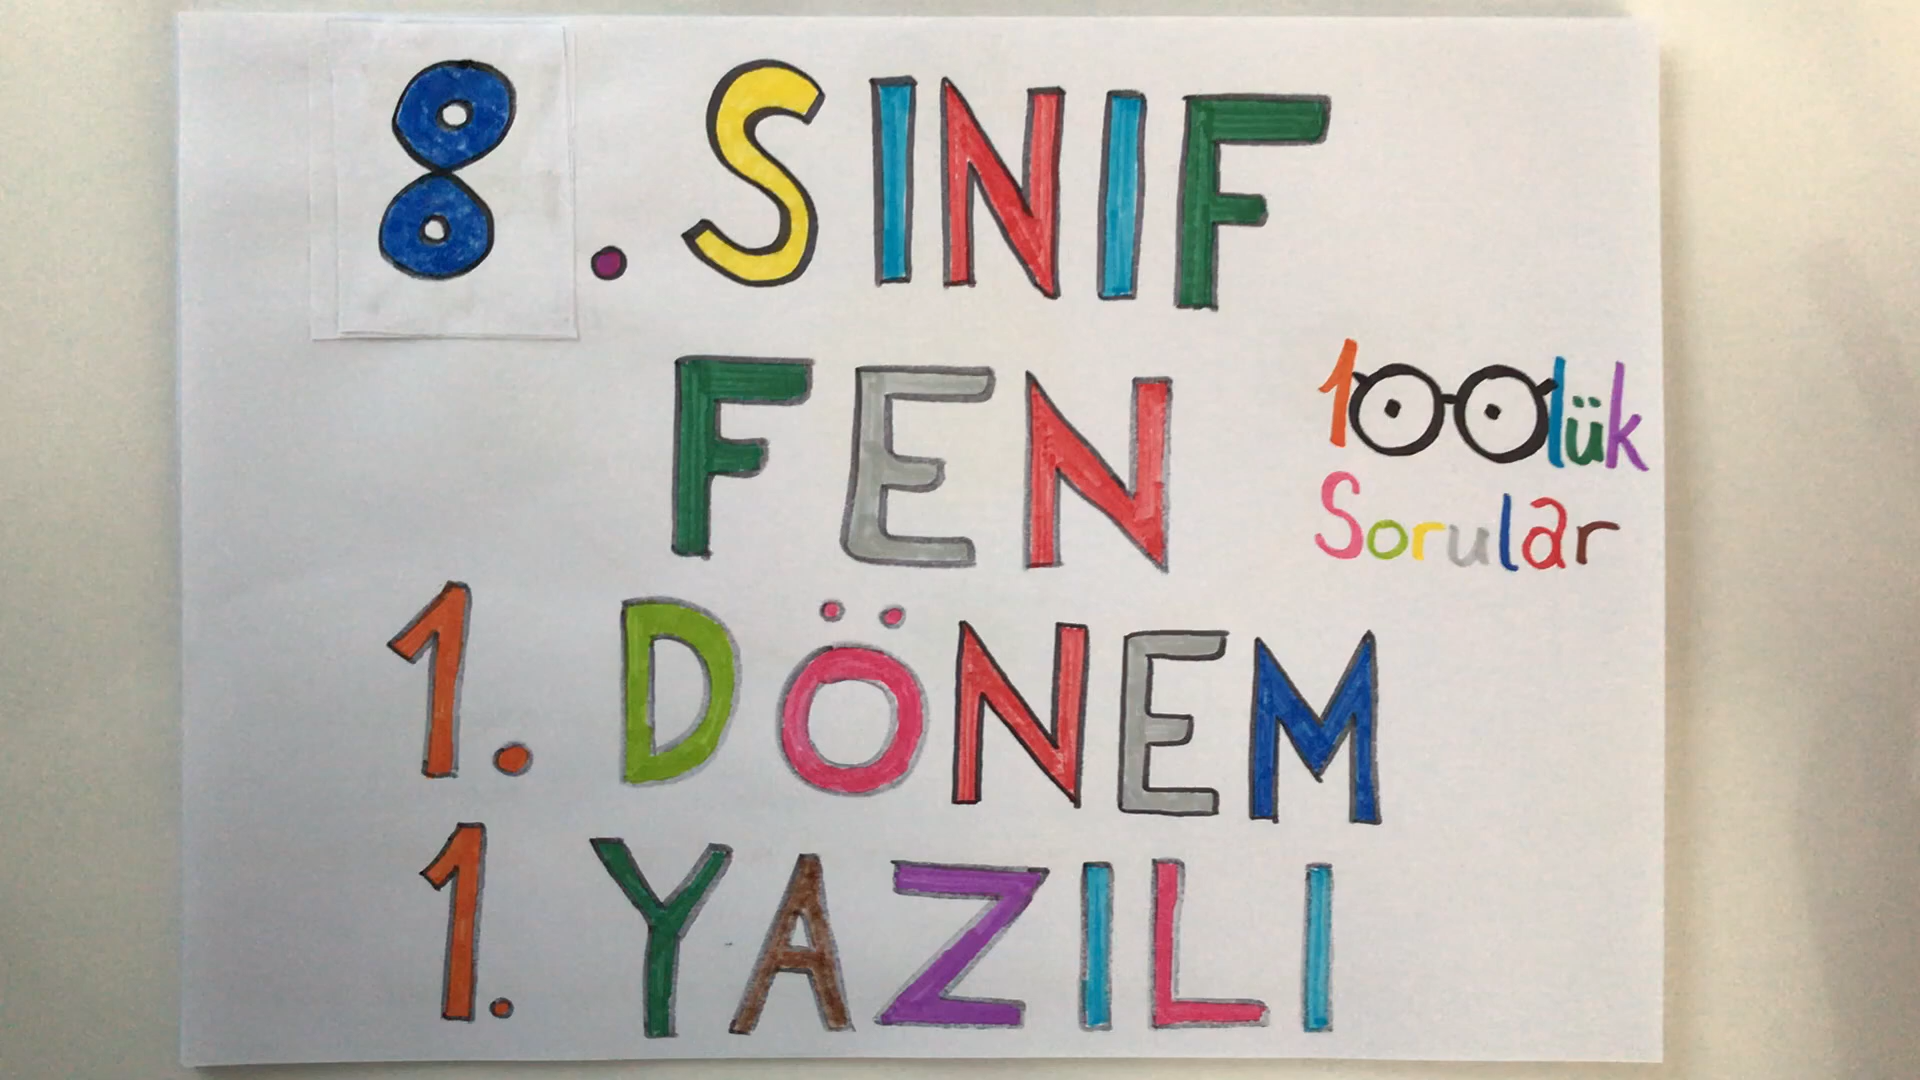 8. SINIF
FEN
100lük
Sorular
1. DÖNEM
1. YAZILI